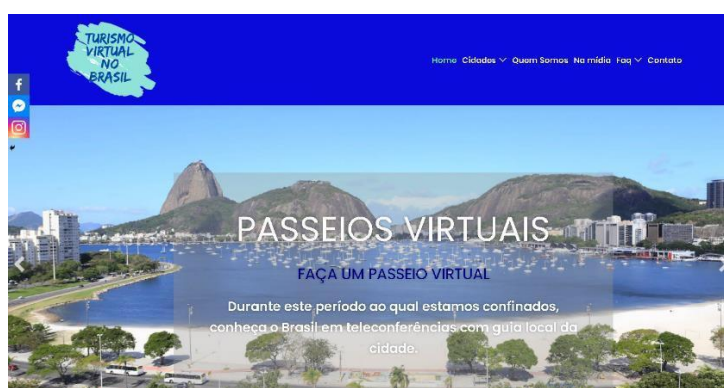 TURISMO
VIRTUAL
NO
BRASIL
Home Cidades Quem Somos Na mídia Faq Contato
PASSEIOS VIRTUAIS
FAÇA UM PASSEIO VIRTUAL
Durante este período ao qual estamos confinados,
conheça o Brasil em teleconferências com guia local da
cidade.